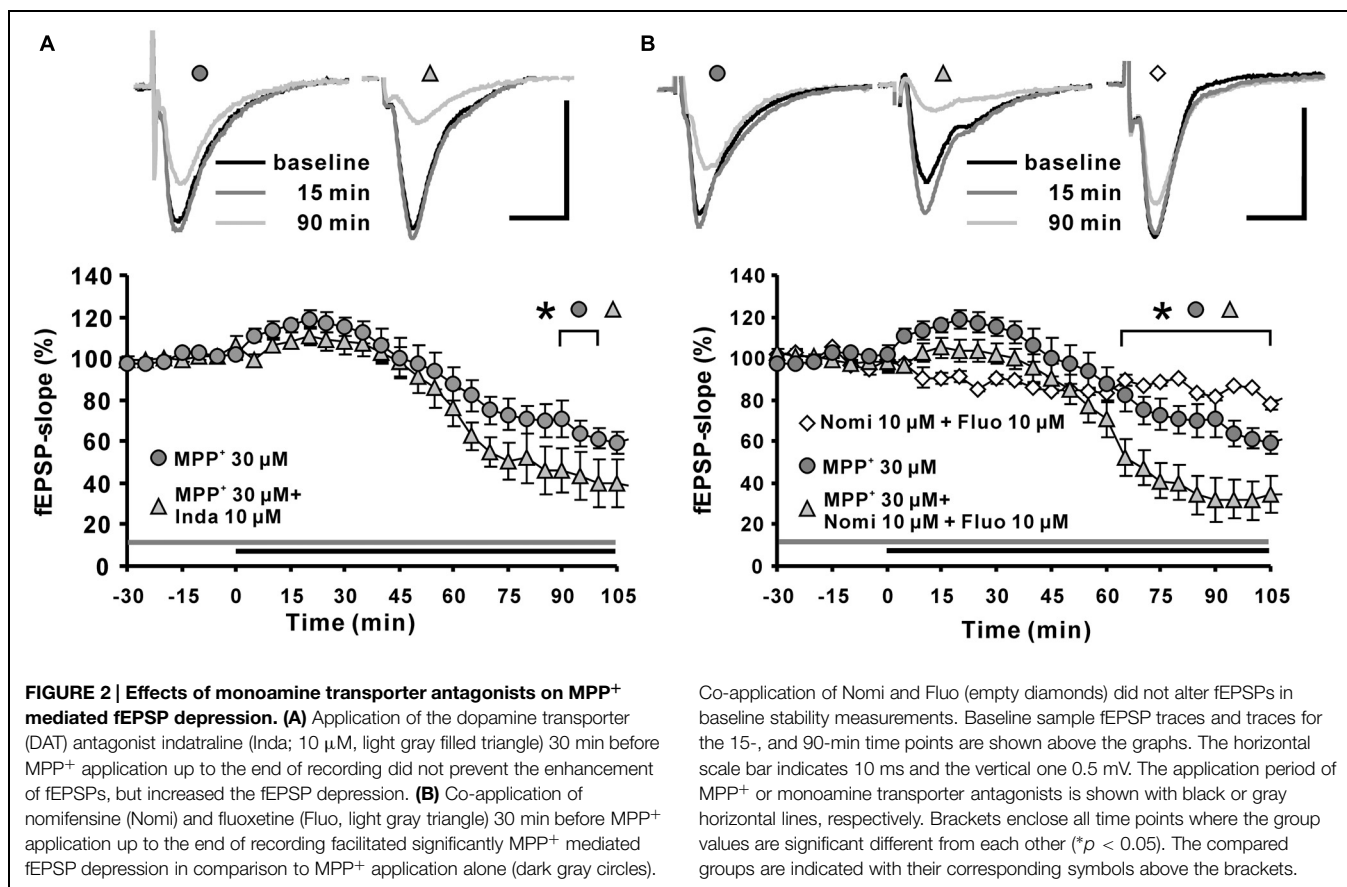 A
B
baseline
15 min
90 min
baseline
15 min
90 min
140
120
100
80
60
40
20
0
fEPSP-slope (%)
*
MPP⁺ 30 µM
MPP⁺ 30 µM+
Inda 10 µM
-30 -15 0 15 30 45 60 75 90 105
Time (min)
140
120
100
80
60
40
20
0
fEPSP-slope (%)
*
Nomi 10 µM + Fluo 10 µM
MPP⁺ 30 µM
MPP⁺ 30 µM+
Nomi 10 µM + Fluo 10 µM
-30 -15 0 15 30 45 60 75 90 105
Time (min)
FIGURE 2 | Effects of monoamine transporter antagonists on MPP+
mediated fEPSP depression. (A) Application of the dopamine transporter
(DAT) antagonist indatraline (Inda; 10 µM, light gray filled triangle) 30 min before
MPP+ application up to the end of recording did not prevent the enhancement
of fEPSPs, but increased the fEPSP depression. (B) Co-application of
nomifensine (Nomi) and fluoxetine (Fluo, light gray triangle) 30 min before MPP+
application up to the end of recording facilitated significantly MPP+ mediated
fEPSP depression in comparison to MPP+ application alone (dark gray circles).
Co-application of Nomi and Fluo (empty diamonds) did not alter fEPSPs in
baseline stability measurements. Baseline sample fEPSP traces and traces for
the 15-, and 90-min time points are shown above the graphs. The horizontal
scale bar indicates 10 ms and the vertical one 0.5 mV. The application period of
MPP+ or monoamine transporter antagonists is shown with black or gray
horizontal lines, respectively. Brackets enclose all time points where the group
values are significant different from each other (*p < 0.05). The compared
groups are indicated with their corresponding symbols above the brackets.